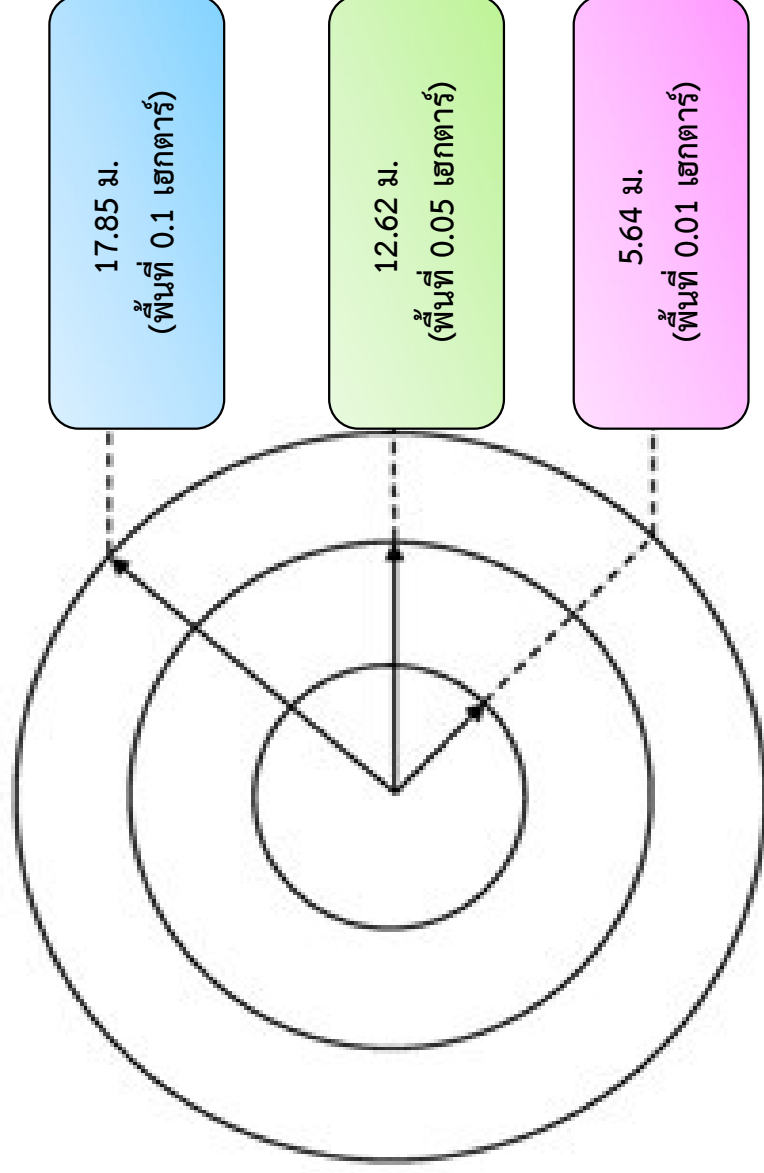 17.85 ม.
(พื้นที่ 0.1 เฮกตาร์)
12.62 ม.
(พื้นที่ 0.05 เฮกตาร์)
5.64 ม.
(พื้นที่ 0.01 เฮกตาร์)